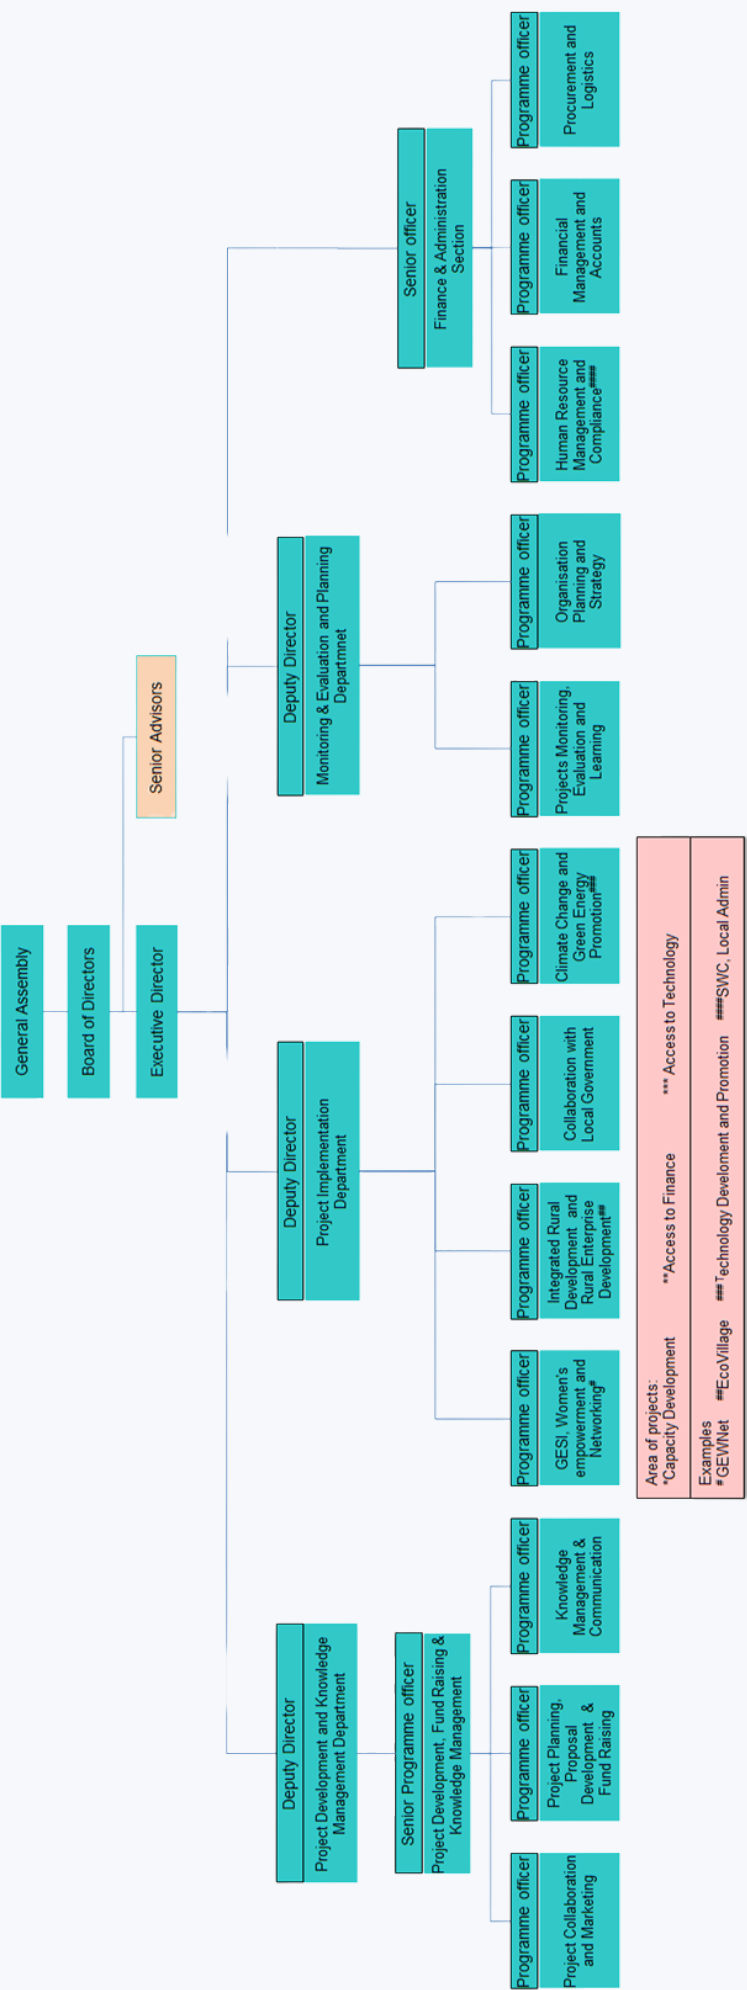 General Assembly
Board of Directors
Executive Director
Senior Advisors
Deputy Director
Project Development and Knowledge
Management Department
Deputy Director
Project Implementation
Department
Deputy Director
Monitoring & Evaluation and Planning
Departmnet
Senior Programme officer
Project Development, Fund Raising &
Knowledge Management
Senior officer
Finance & Administration
Section
Programme officer
Project Collaboration
and Marketing
Programme officer
Project Planning,
Proposal
Development &
Fund Raising
Programme officer
Knowledge
Management &
Communication
Programme officer
GESI, Women's
empowerment and
Networking#
Programme officer
Integrated Rural
Development and
Rural Enterprise
Development##
Programme officer
Collaboration with
Local Government
Programme officer
Climate Change and
Green Energy
Promotion###
Programme officer
Projects Monitoring,
Evaluation and
Learning
Programme officer
Organisation
Planning and
Strategy
Programme officer
Human Resource
Management and
Compliance####
Programme officer
Financial
Management and
Accounts
Programme officer
Procurement and
Logistics
Area of projects:
*Capacity Development **Access to Finance *** Access to Technology
Examples
# GEWNet ##EcoVillage ###Technology Develoment and Promotion ####SWC, Local Admin